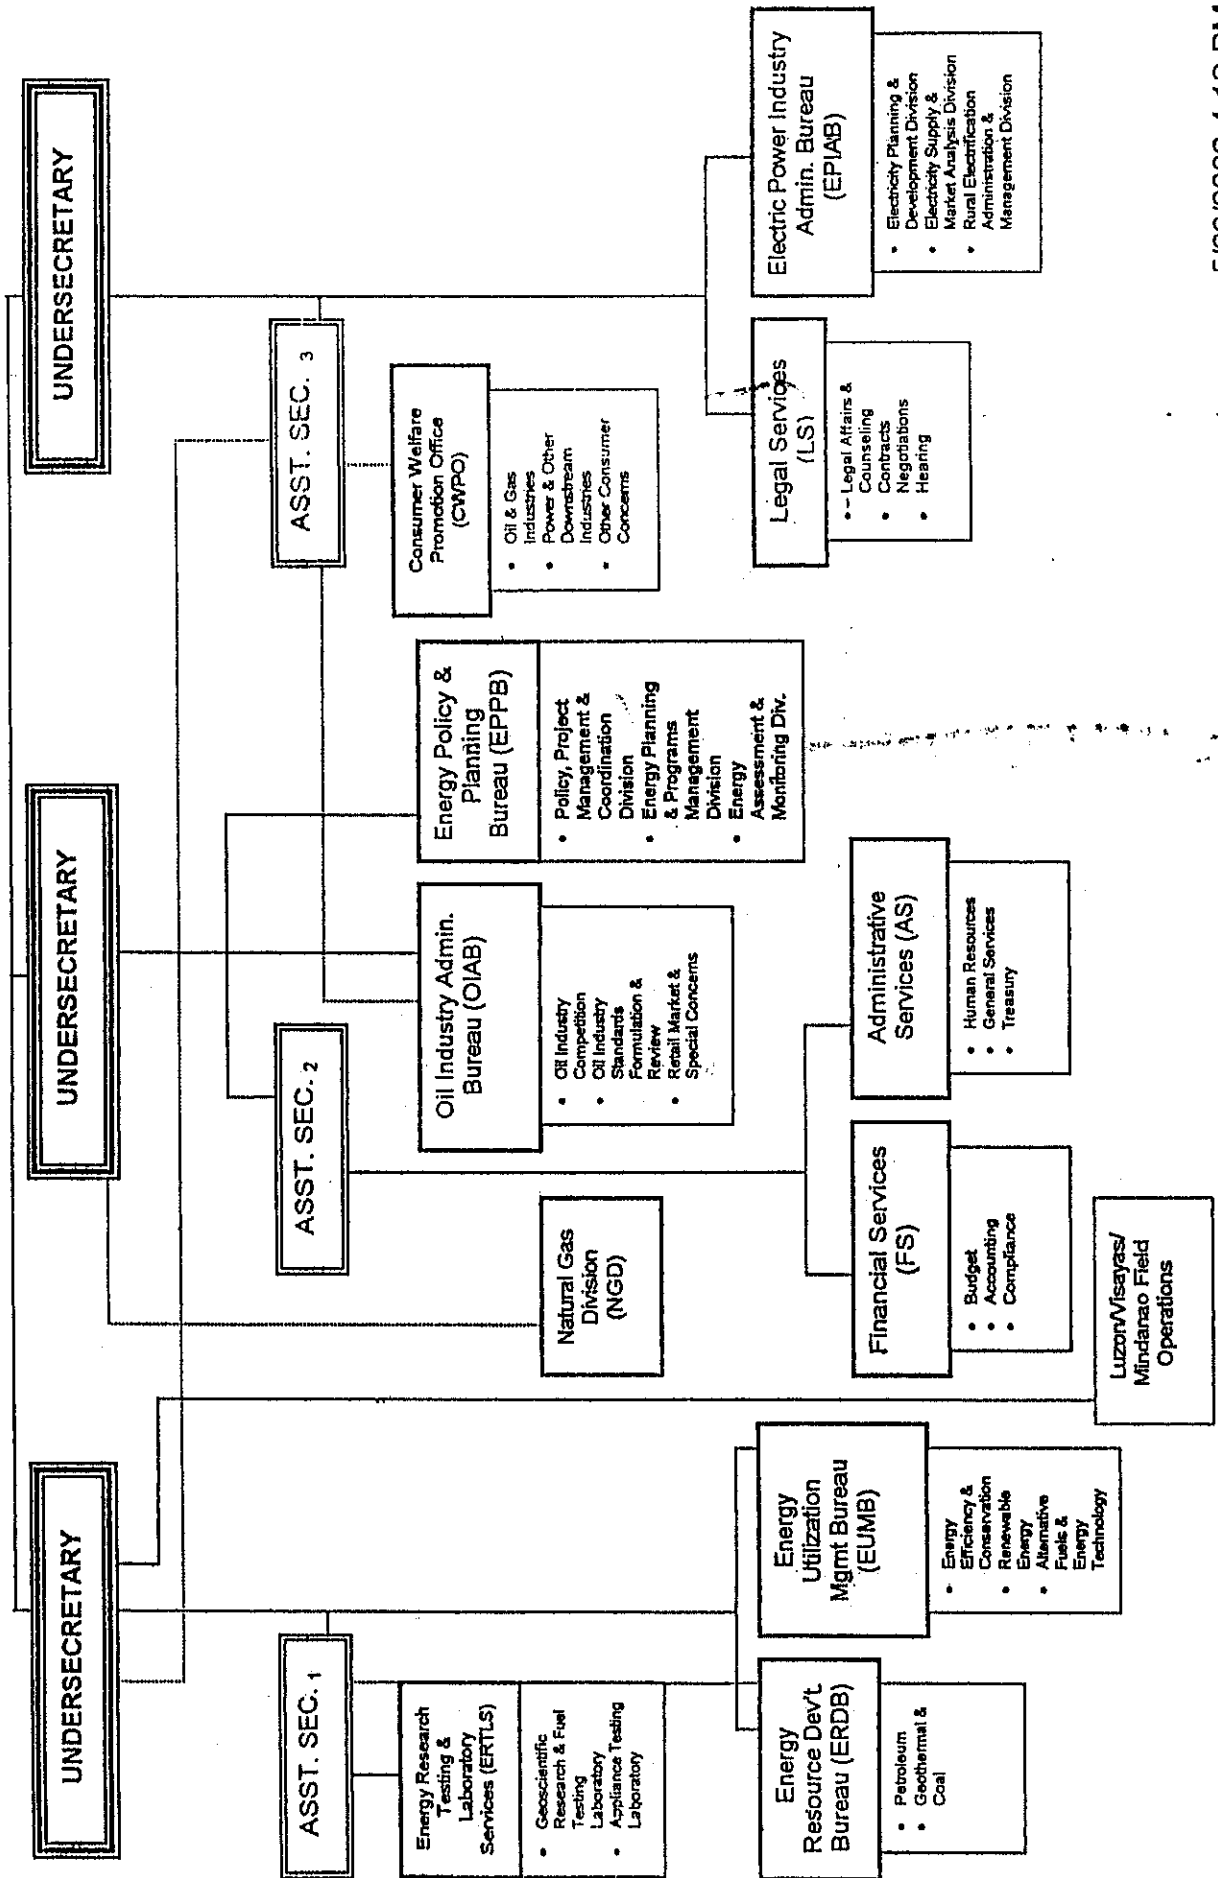 UNDERSECRETARY
UNDERSECRETARY
UNDERSECRETARY
ASST. SEC. 1
ASST. SEC. 2
ASST. SEC. 3
Energy Research
Testing &
Laboratory
Services (ERTLS)
• Geoscientific
Research & Fuel
Testing
Laboratory
• Appliance Testing
Laboratory
Natural Gas
Division
(NGD)
Oil Industry Admin.
Bureau (OIAB)
• Oil Industry
Competition
• Oil Industry
Standards
Formulation &
Review
• Retail Market &
Special Concerns
Energy Policy &
Planning
Bureau (EPPB)
• Policy, Project
Management &
Coordination
Division
• Energy Planning
& Programs
Management
Division
• Energy
Assessment &
Monitoring Div.
Consumer Welfare
Promotion Office
(CWPO)
• Oil & Gas
Industries
• Power & Other
Downstream
Industries
• Other Consumer
Concerns
Energy
Resource Dev't.
Bureau (ERDB)
• Petroleum
• Geothermal &
Coal
Energy
Utilization
Mgmt Bureau
(EUMB)
• Energy
Efficiency &
Conservation
• Renewable
Energy
• Alternative
Fuels &
Energy
Technology
Financial Services
(FS)
• Budget
• Accounting
• Compliance
Administrative
Services (AS)
• Human Resources
• General Services
• Treasury
Legal Services
(LS)
• Legal Affairs &
Counseling
• Contracts
Negotiations
• Hearing
Electric Power Industry
Admin. Bureau
(EPIAB)
• Electricity Planning &
Development Division
• Electricity Supply &
Market Analysis Division
• Rural Electrification
Administration &
Management Division
Luzon/Visayas/
Mindanao Field
Operations